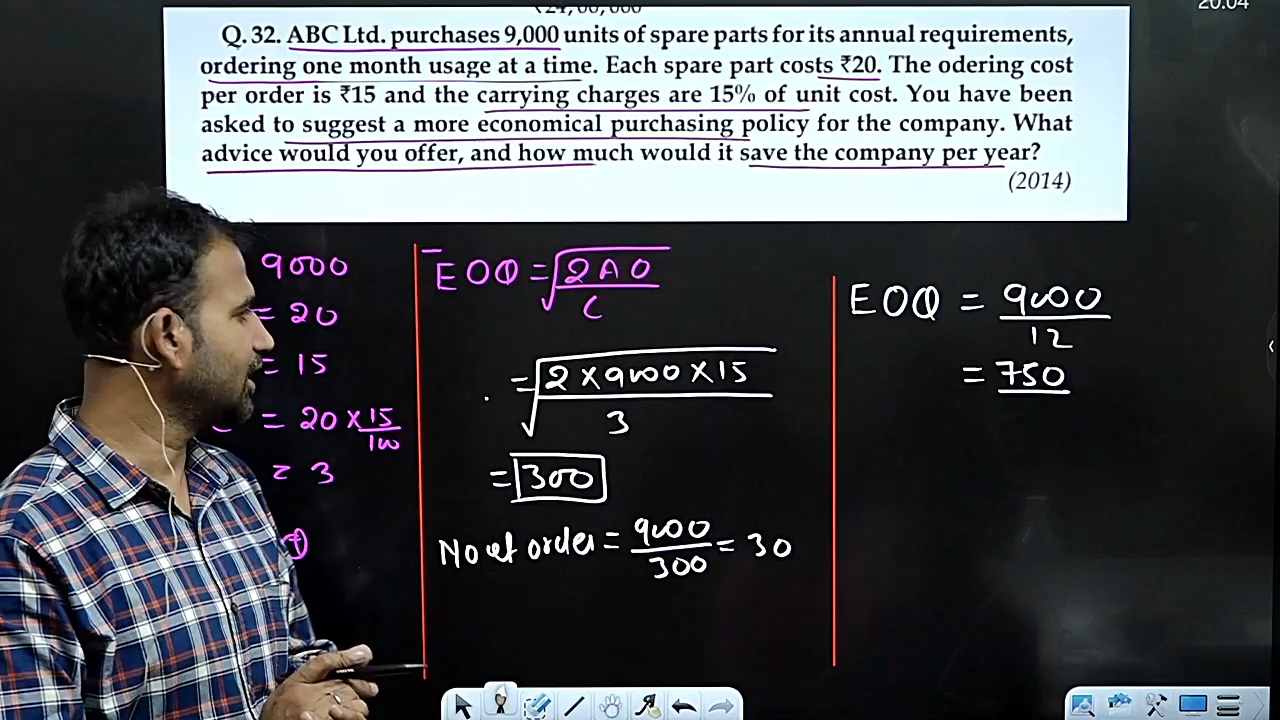 20:04
Q. 32. ABC Ltd. purchases 9,000 units of spare parts for its annual requirements,
ordering one month usage at a time. Each spare part costs ₹20. The odering cost
per order is ₹15 and the carrying charges are 15% of unit cost. You have been
asked to suggest a more economical purchasing policy for the company. What
advice would you offer, and how much would it save the company per year?
(2014)
9000
= 20
= 15
= 20 × 15/100
= 3
EOQ = √2AO/C
= √2×9000×15/3
= 300
No of order = 9000/300 = 30
EOQ = 9000/12
= 750